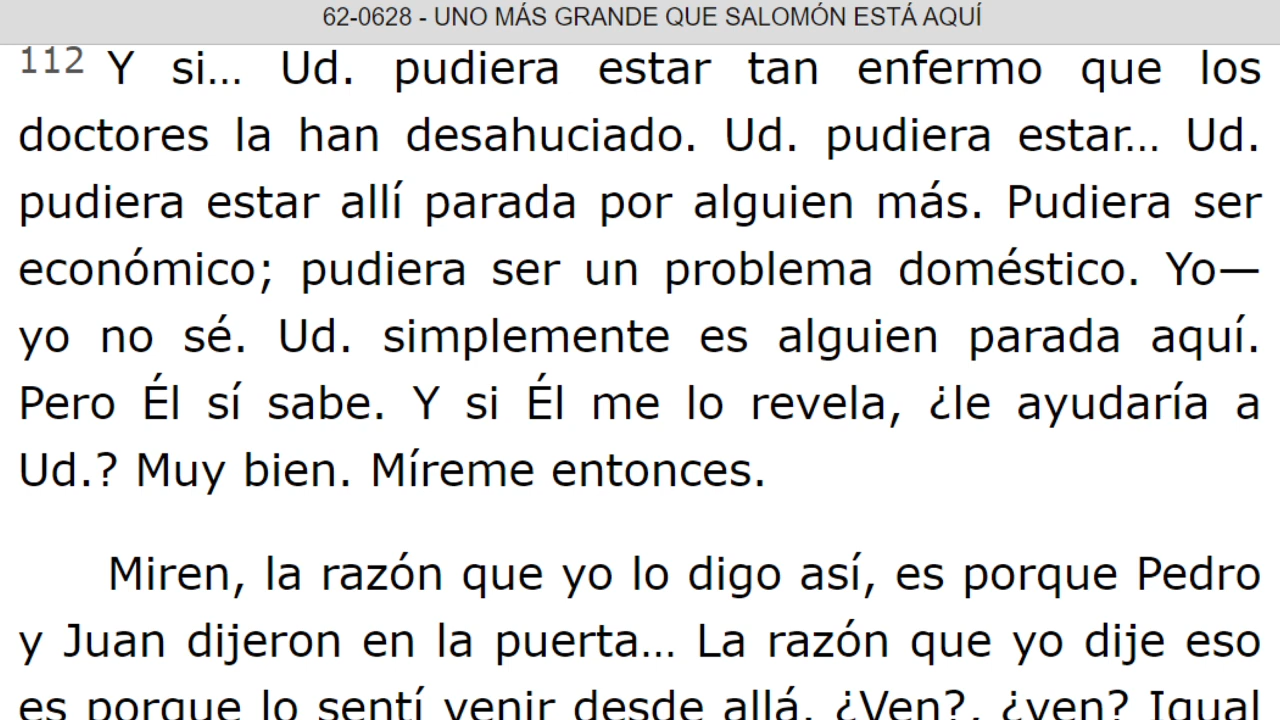 62-0628 - UNO MÁS GRANDE QUE SALOMÓN ESTÁ AQUÍ
112 Y si… Ud. pudiera estar tan enfermo que los
doctores la han desahuciado. Ud. pudiera estar… Ud.
pudiera estar allí parada por alguien más. Pudiera ser
económico; pudiera ser un problema doméstico. Yo—
yo no sé. Ud. simplemente es alguien parada aquí.
Pero Él sí sabe. Y si Él me lo revela, ¿le ayudaría a
Ud.? Muy bien. Míreme entonces.
Miren, la razón que yo lo digo así, es porque Pedro
y Juan dijeron en la puerta… La razón que yo dije eso
es porque lo sentí venir desde allá. ¿Ven?, ¿ven? Igual